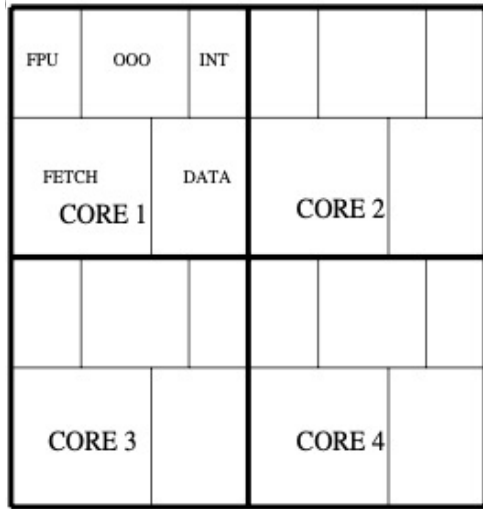 FPU OOO INT
FETCH DATA
CORE 1
CORE 2
CORE 3
CORE 4